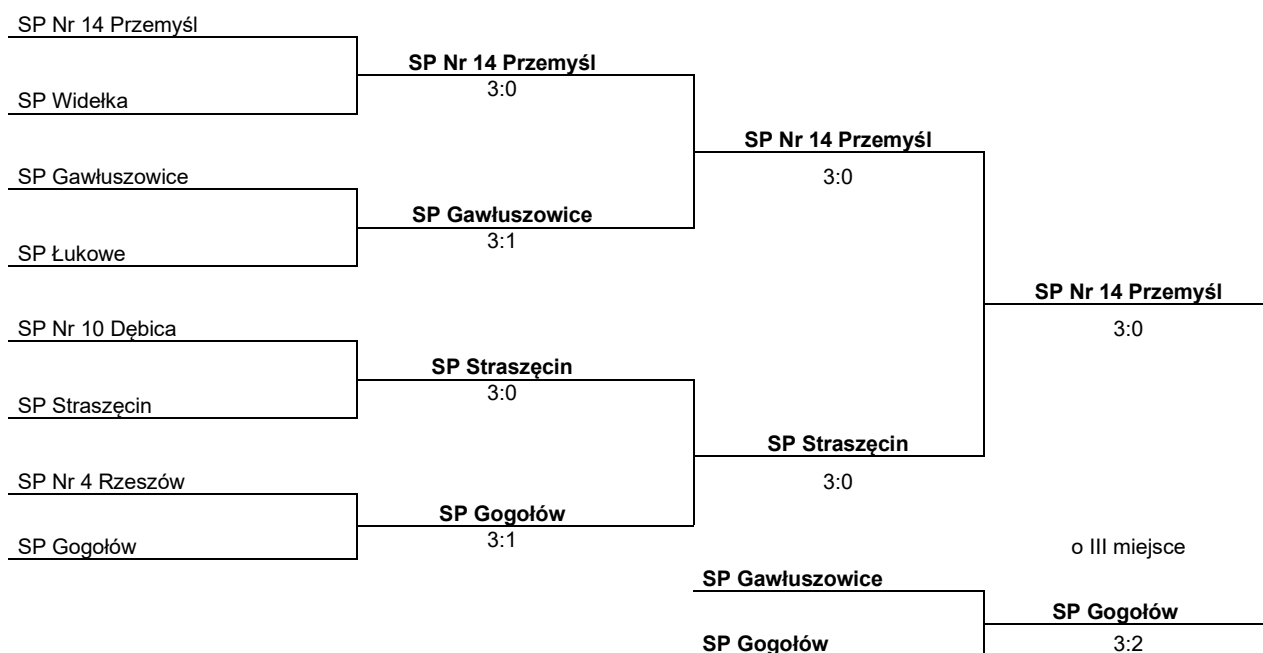 SP Nr 14 Przemyśl
SP Nr 14 Przemyśl
3:0
SP Widełka
SP Nr 14 Przemyśl
3:0
SP Gawłuszowice
SP Gawłuszowice
3:1
SP Łukowe
SP Nr 14 Przemyśl
3:0
SP Nr 10 Dębica
SP Straszęcin
3:0
SP Straszęcin
SP Straszęcin
3:0
SP Nr 4 Rzeszów
SP Gogołów
3:1
SP Gogołów
o III miejsce
SP Gawłuszowice
SP Gogołów
3:2
SP Gogołów